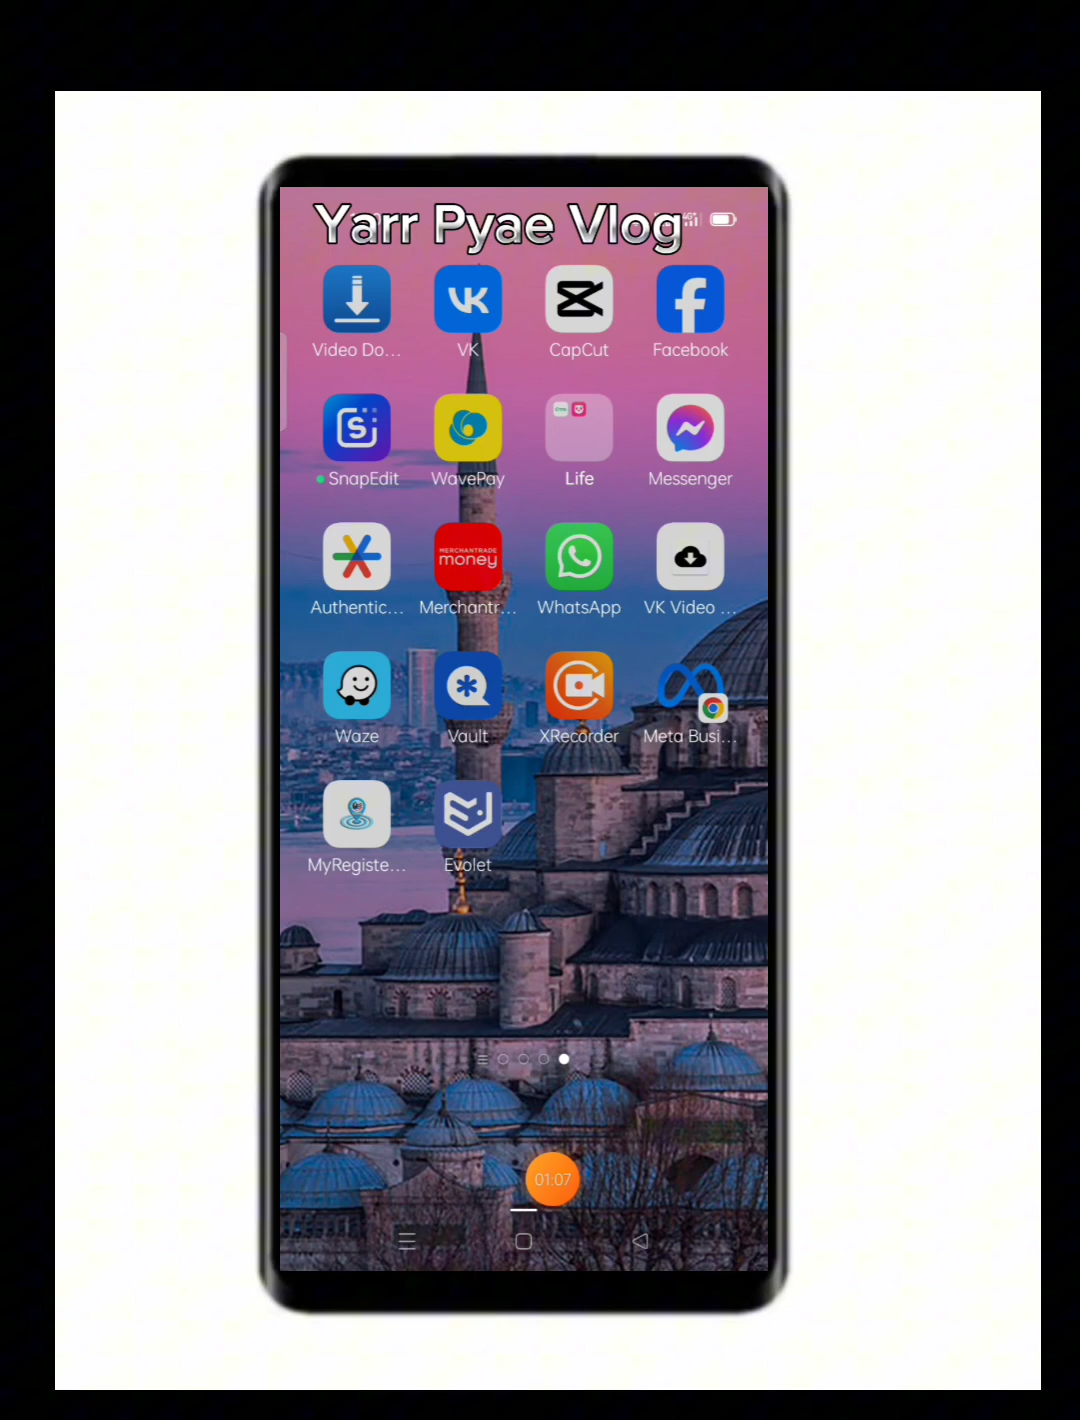 Yarr Pyae Vlog
Video Do...
VK
CapCut
Facebook
SnapEdit
WavePay
Life
Messenger
MERCHANTRADE
money
Authentic...
Merchantr...
WhatsApp
VK Video ...
Waze
Vault
XRecorder
Meta Busi...
MyRegiste...
Evolet
01:07